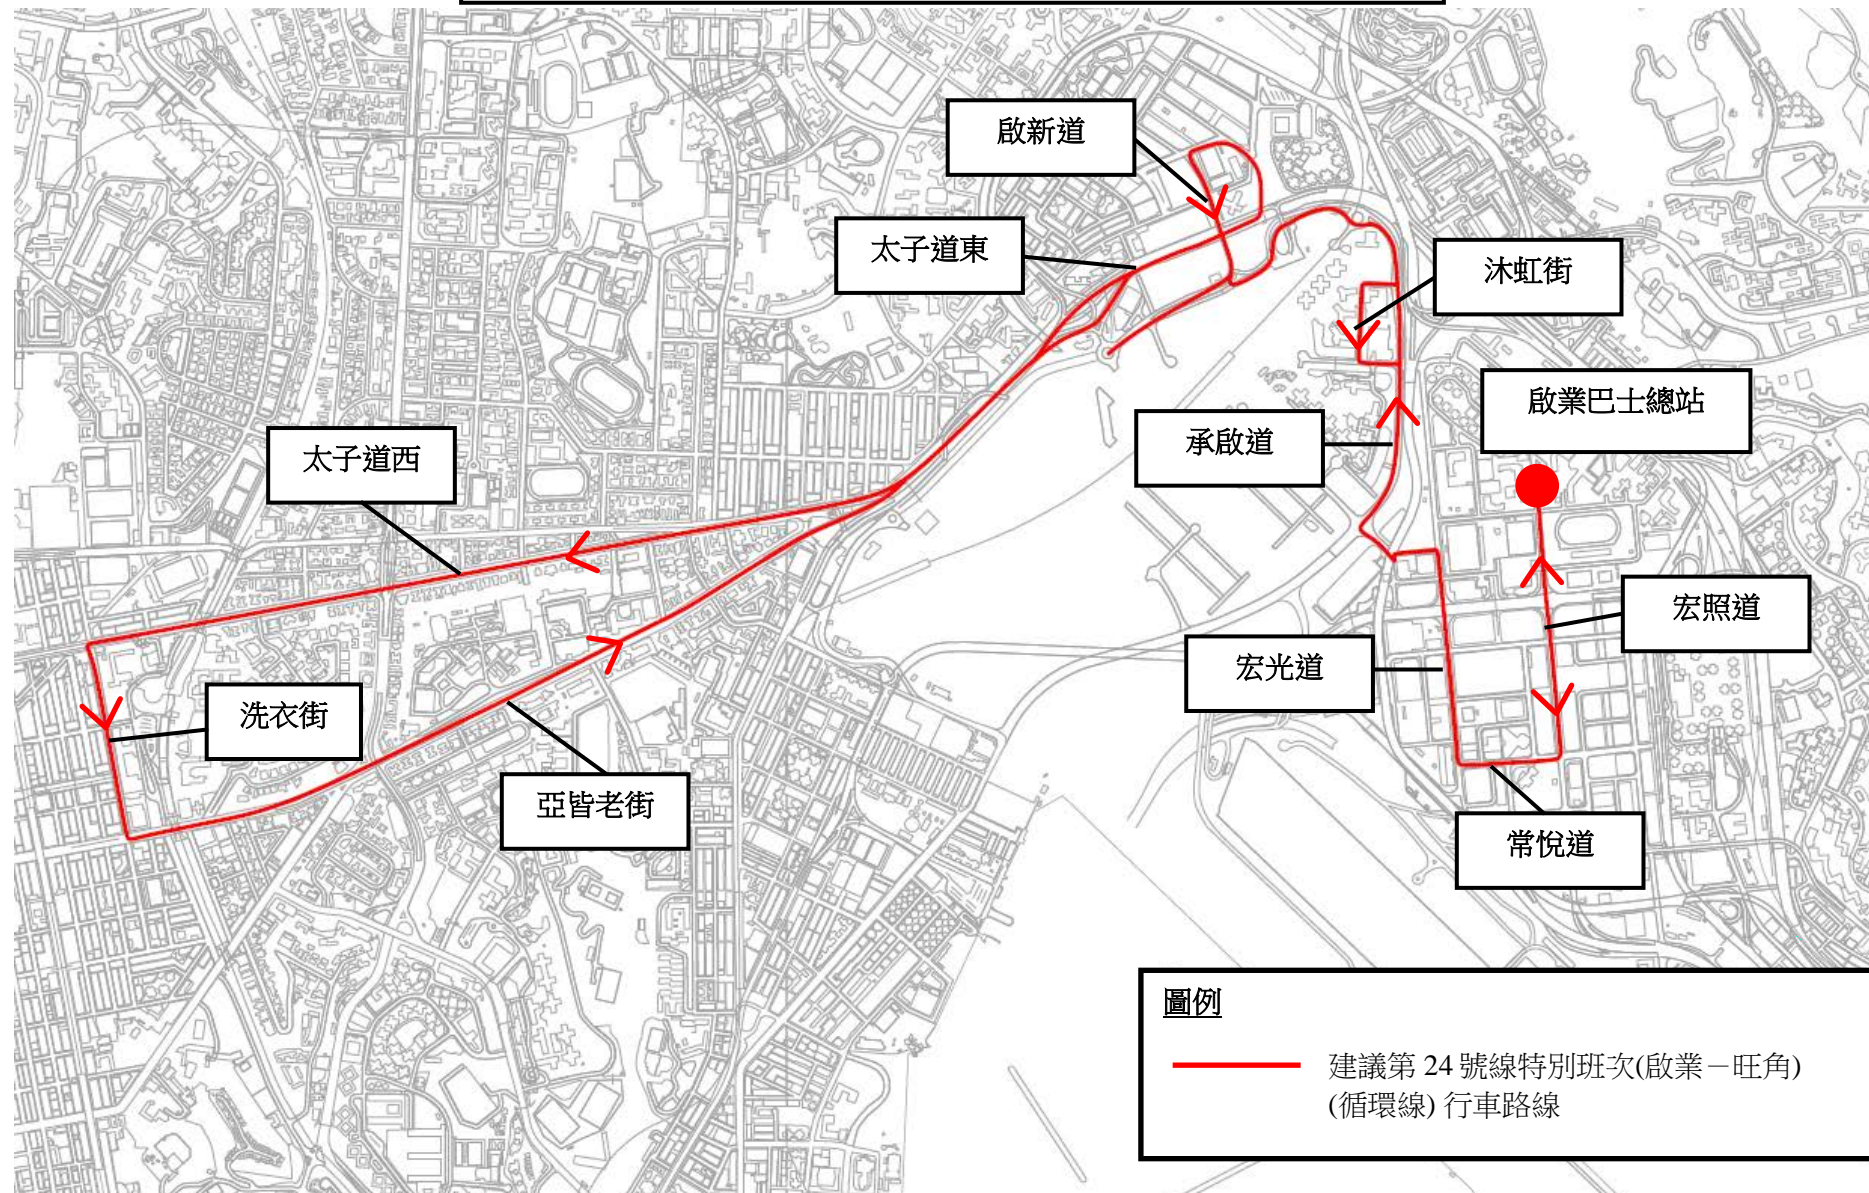 啟新道
太子道東
沐虹街
啟業巴士總站
承啟道
太子道西
宏照道
宏光道
洗衣街
亞皆老街
常悅道
圖例
建議第 24 號線特別班次(啟業－旺角)
(循環線) 行車路線